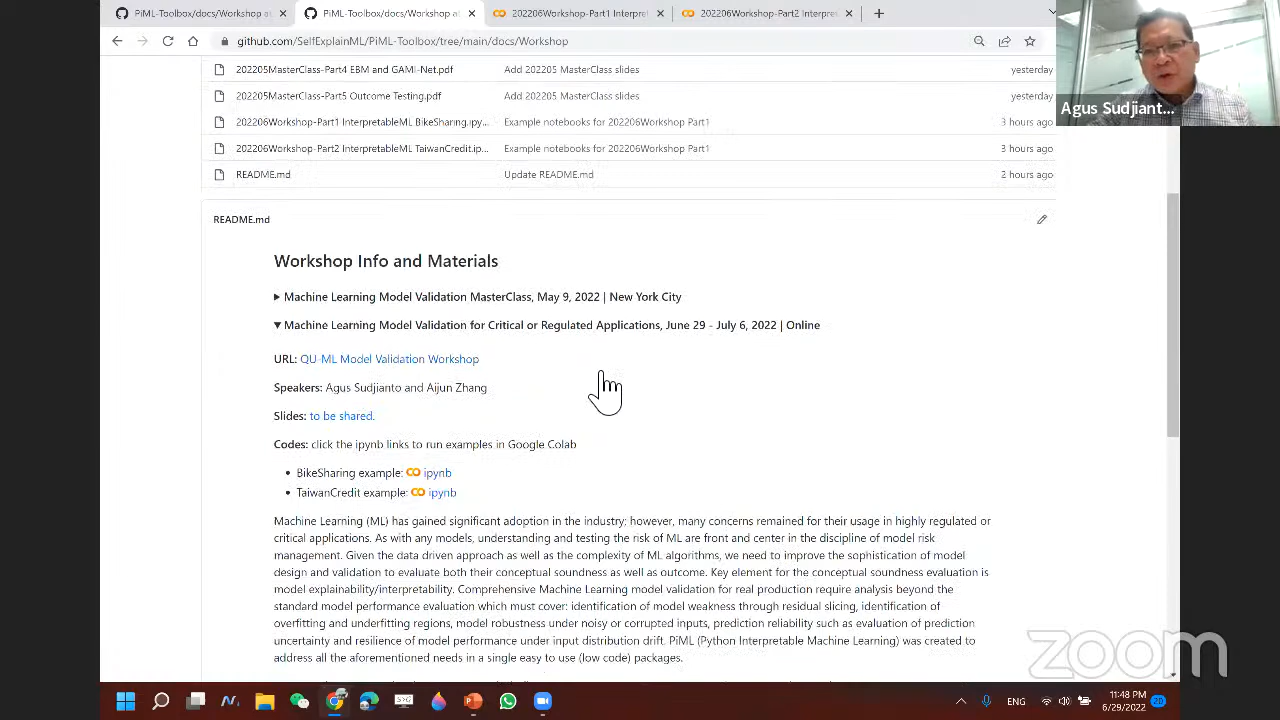 PiML-Toolbox/docs/Workshop at
PiML-Toolbox/docs/Workshop at
202206Workshop-Part1 Interpret
202206Workshop-Part2 Interpret
github.com/SelfExplainML/PiML-Toolbox/tree/main/docs/Workshop
Agus Sudjiant...
202205MasterClass-Part4 EBM and GAMI-Net.pdf Add 202205 MasterClass slides yesterday
202205MasterClass-Part5 Outcome Testing.pdf Add 202205 MasterClass slides yesterday
202206Workshop-Part1 InterpretableML BikeSharing.ipy... Example notebooks for 202206Workshop Part1 3 hours ago
202206Workshop-Part2 InterpretableML TaiwanCredit.ip... Example notebooks for 202206Workshop Part1 3 hours ago
README.md Update README.md 2 hours ago
README.md
Workshop Info and Materials
Machine Learning Model Validation MasterClass, May 9, 2022 | New York City
Machine Learning Model Validation for Critical or Regulated Applications, June 29 - July 6, 2022 | Online
URL: QU-ML Model Validation Workshop
Speakers: Agus Sudjianto and Aijun Zhang
Slides: to be shared.
Codes: click the ipynb links to run examples in Google Colab
• BikeSharing example: ipynb
• TaiwanCredit example: ipynb
Machine Learning (ML) has gained significant adoption in the industry; however, many concerns remained for their usage in highly regulated or
critical applications. As with any models, understanding and testing the risk of ML are front and center in the discipline of model risk
management. Given the data driven approach as well as the complexity of ML algorithms, we need to improve the sophistication of model
design and validation to evaluate both their conceptual soundness as well as outcome. Key element for the conceptual soundness evaluation is
model explainability/interpretability. Comprehensive Machine Learning model validation for real production require analysis beyond the
standard model performance evaluation which must cover: identification of model weakness through residual slicing, identification of
overfitting and underfitting regions, model robustness under noisy or corrupted inputs, prediction reliability such as evaluation of prediction
uncertainty and resilience of model perfomance under input distribution drift. PiML (Python Interpretable Machine Learning) was created to
address all the aforementioned needs in a single easy to use (low code) packages.
zoom
ENG
11:48 PM
6/29/2022
20